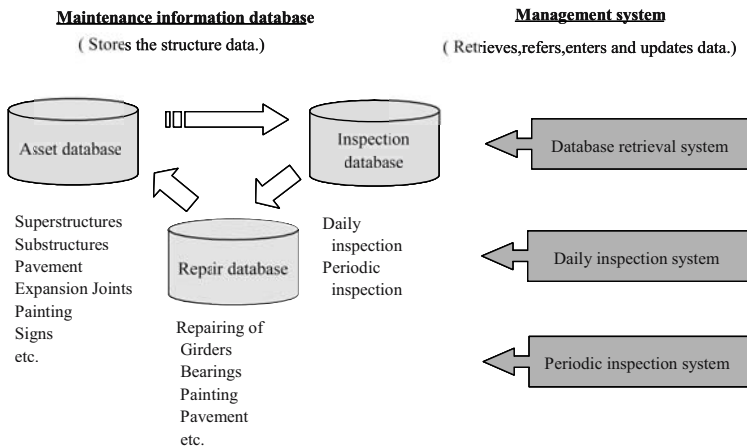 Maintenance information database
( Stores the structure data.)
Asset database
Inspection
database
Repair database
Superstructures
Substructures
Pavement
Expansion Joints
Painting
Signs
etc.
Daily
inspection
Periodic
inspection
Repairing of
Girders
Bearings
Painting
Pavement
etc.
Management system
( Retrieves,refers,enters and updates data.)
Database retrieval system
Daily inspection system
Periodic inspection system